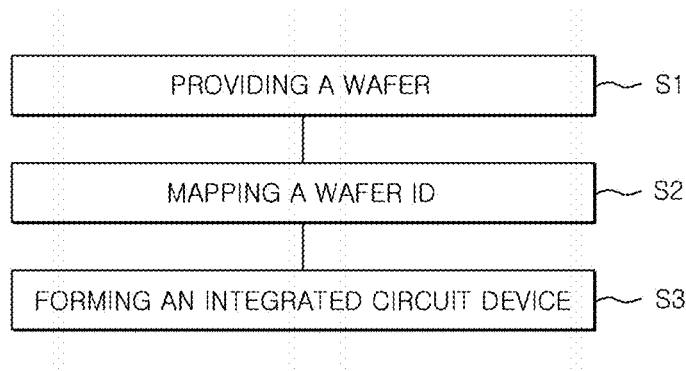 PROVIDING A WAFER S1
MAPPING A WAFER ID S2
FORMING AN INTEGRATED CIRCUIT DEVICE S3